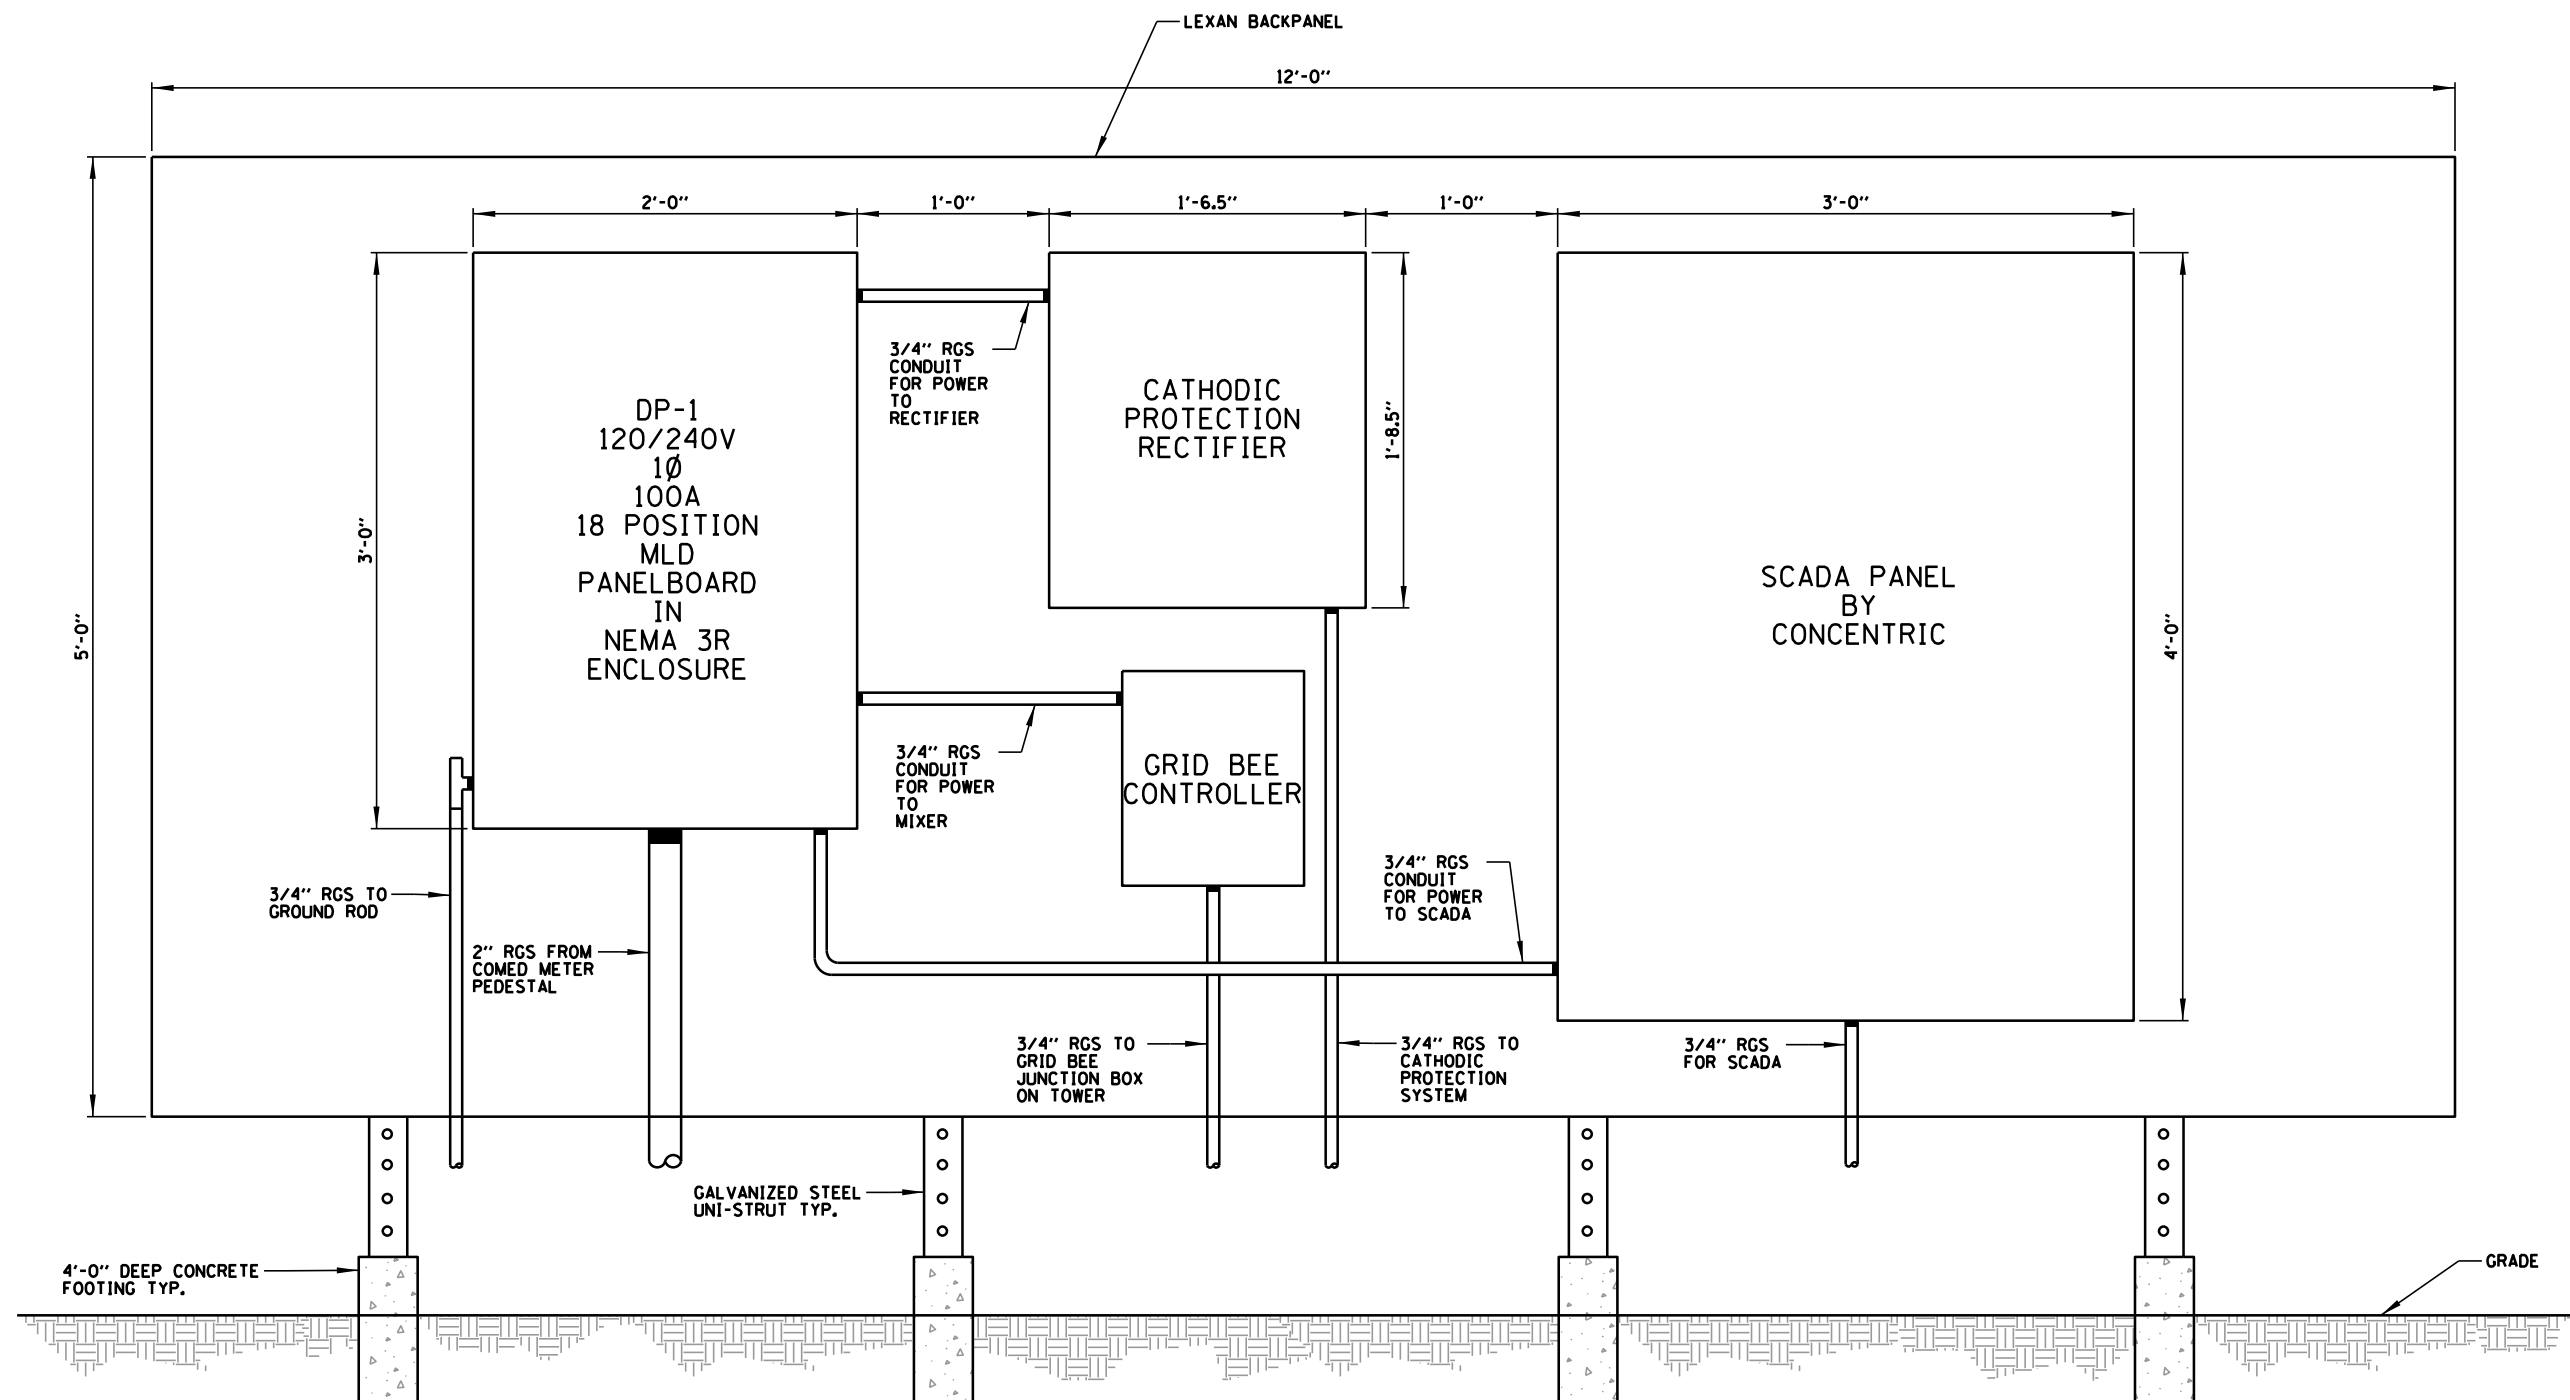 LEXAN BACKPANEL
12'-0"
2'-0"
1'-0"
1'-6.5"
1'-0"
3'-0"
5'-0"
3'-0"
DP-1
120/240V
1Ø
100A
18 POSITION
MLD
PANELBOARD
IN
NEMA 3R
ENCLOSURE
3/4" RGS
CONDUIT
FOR POWER
TO
RECTIFIER
CATHODIC
PROTECTION
RECTIFIER
1'-8.5"
SCADA PANEL
BY
CONCENTRIC
4'-0"
3/4" RGS
CONDUIT
FOR POWER
TO
MIXER
GRID BEE
CONTROLLER
3/4" RGS
CONDUIT
FOR POWER
TO SCADA
3/4" RGS TO
GROUND ROD
2" RGS FROM
COMED METER
PEDESTAL
3/4" RGS TO
GRID BEE
JUNCTION BOX
ON TOWER
3/4" RGS TO
CATHODIC
PROTECTION
SYSTEM
3/4" RGS
FOR SCADA
GALVANIZED STEEL
UNI-STRUT TYP.
4'-0" DEEP CONCRETE
FOOTING TYP.
GRADE